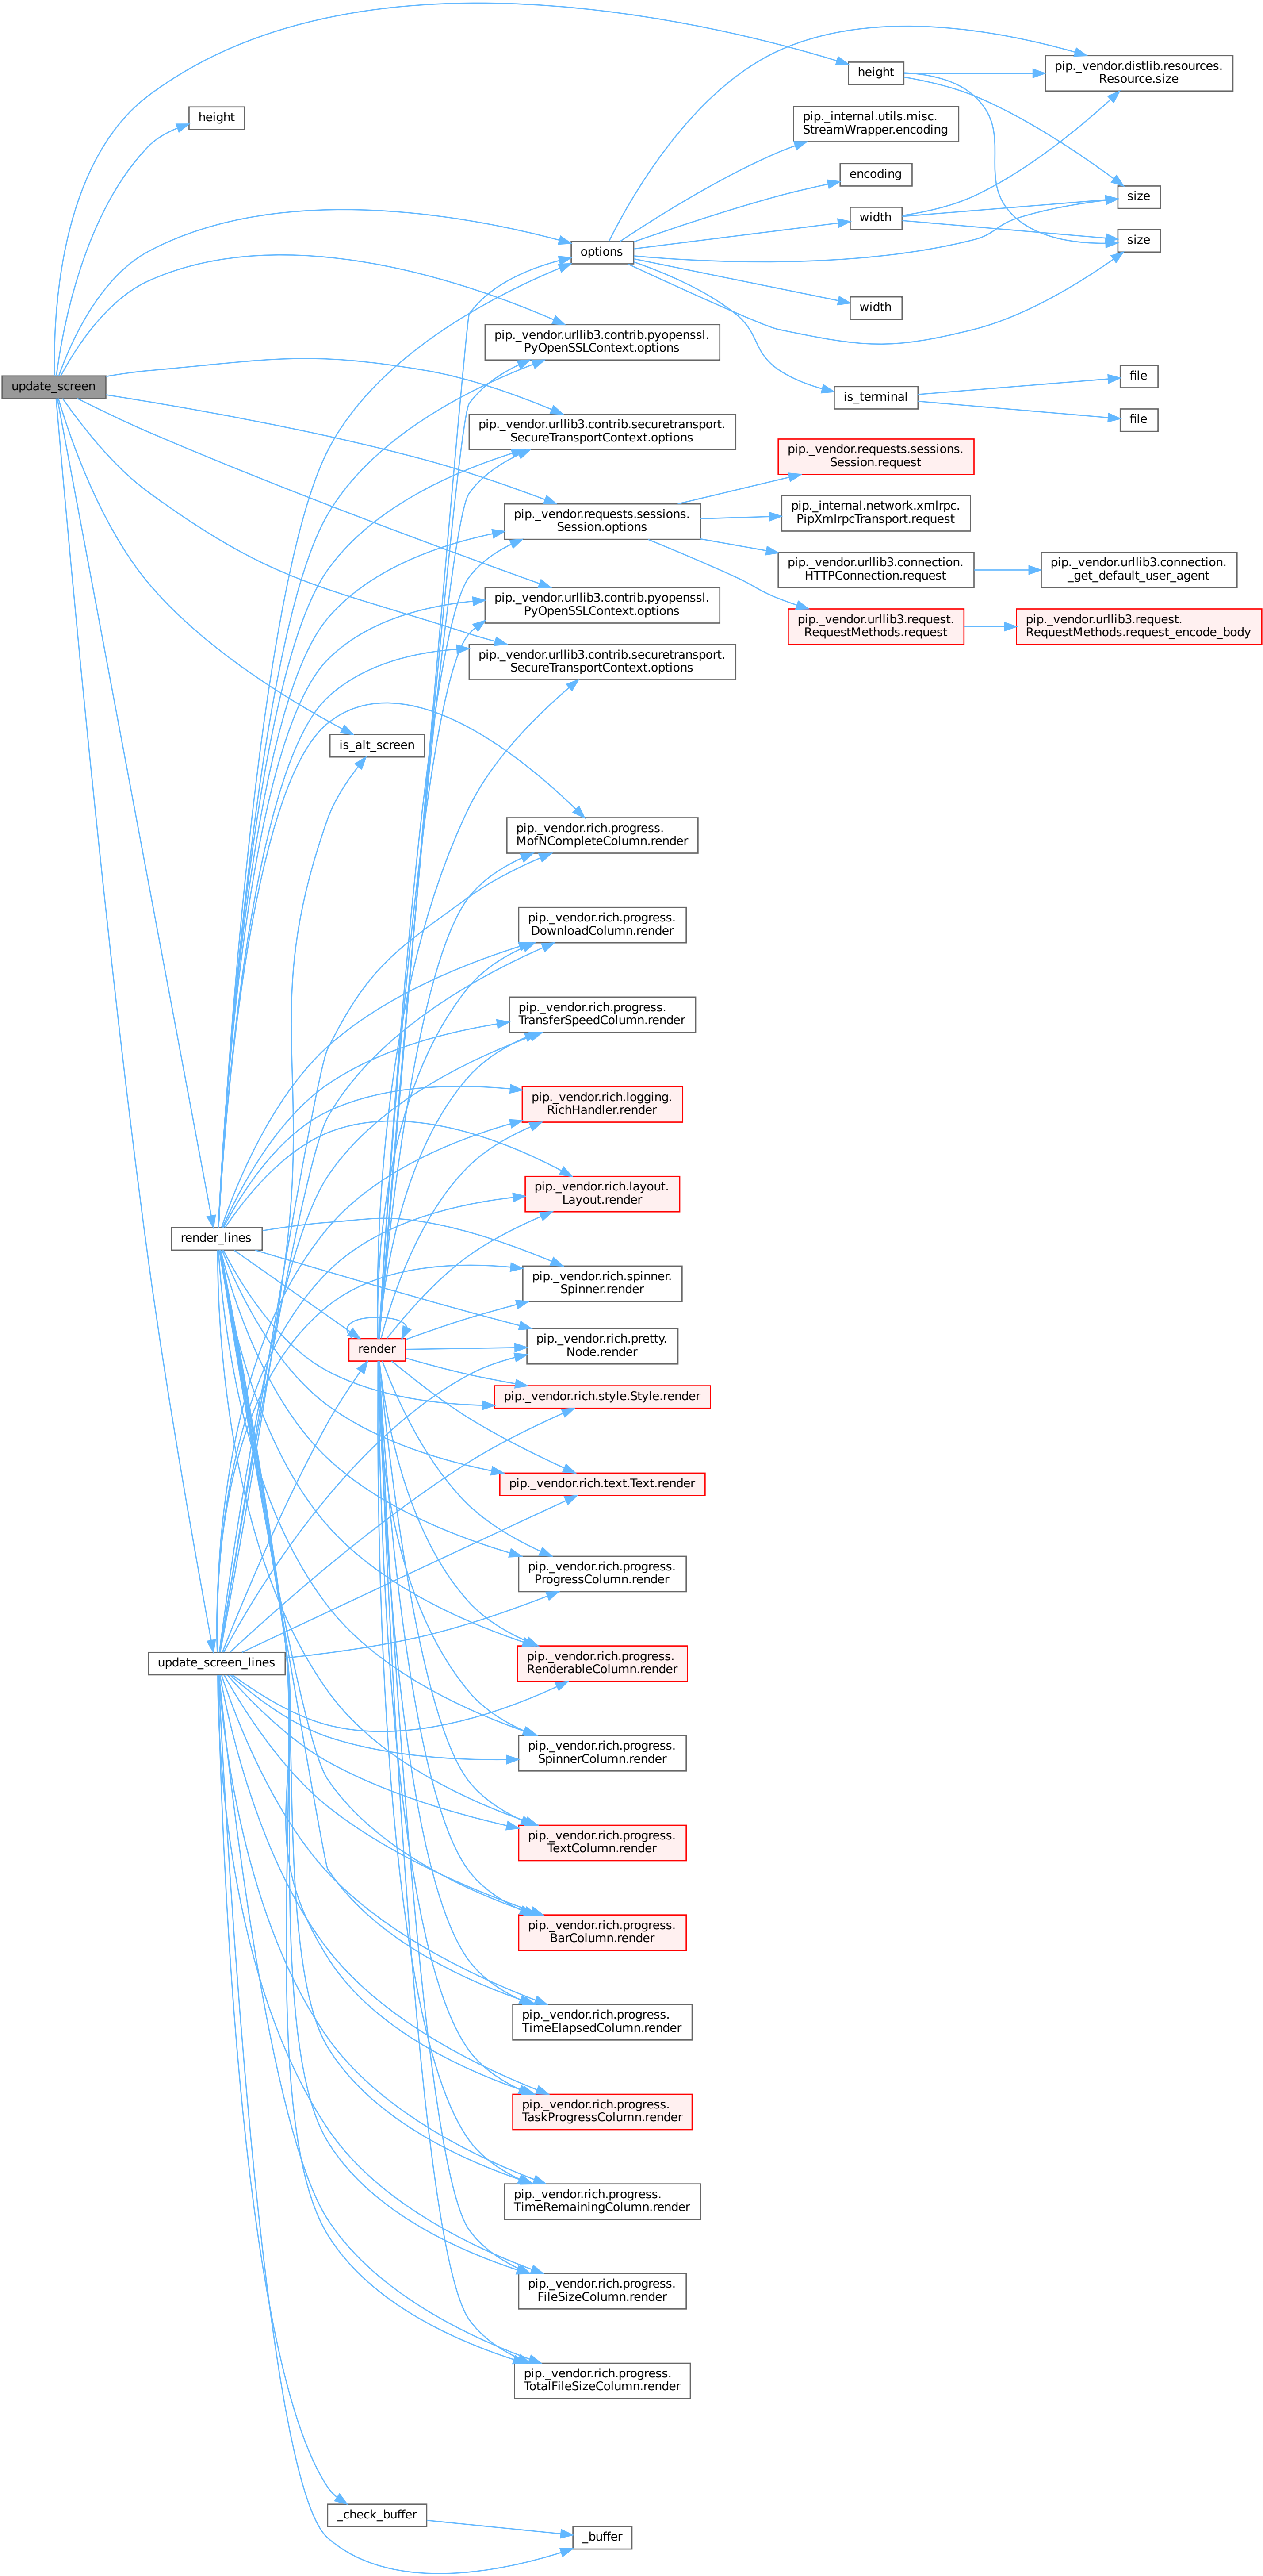 height
pip._vendor.distlib.resources.
Resource.size
height
pip._internal.utils.misc.
StreamWrapper.encoding
encoding
size
width
size
options
width
pip._vendor.urllib3.contrib.pyopenssl.
PyOpenSSLContext.options
file
update_screen
is_terminal
file
pip._vendor.urllib3.contrib.securetransport.
SecureTransportContext.options
pip._vendor.requests.sessions.
Session.request
pip._vendor.requests.sessions.
Session.options
pip._internal.network.xmlrpc.
PipXmlrpcTransport.request
pip._vendor.urllib3.connection.
HTTPConnection.request
pip._vendor.urllib3.connection.
_get_default_user_agent
pip._vendor.urllib3.contrib.pyopenssl.
PyOpenSSLContext.options
pip._vendor.urllib3.request.
RequestMethods.request
pip._vendor.urllib3.request.
RequestMethods.request_encode_body
pip._vendor.urllib3.contrib.securetransport.
SecureTransportContext.options
is_alt_screen
pip._vendor.rich.progress.
MofNCompleteColumn.render
pip._vendor.rich.progress.
DownloadColumn.render
pip._vendor.rich.progress.
TransferSpeedColumn.render
pip._vendor.rich.logging.
RichHandler.render
pip._vendor.rich.layout.
Layout.render
render_lines
pip._vendor.rich.spinner.
Spinner.render
render
pip._vendor.rich.pretty.
Node.render
pip._vendor.rich.style.Style.render
pip._vendor.rich.text.Text.render
pip._vendor.rich.progress.
ProgressColumn.render
update_screen_lines
pip._vendor.rich.progress.
RenderableColumn.render
pip._vendor.rich.progress.
SpinnerColumn.render
pip._vendor.rich.progress.
TextColumn.render
pip._vendor.rich.progress.
BarColumn.render
pip._vendor.rich.progress.
TimeElapsedColumn.render
pip._vendor.rich.progress.
TaskProgressColumn.render
pip._vendor.rich.progress.
TimeRemainingColumn.render
pip._vendor.rich.progress.
FileSizeColumn.render
pip._vendor.rich.progress.
TotalFileSizeColumn.render
_check_buffer
_buffer